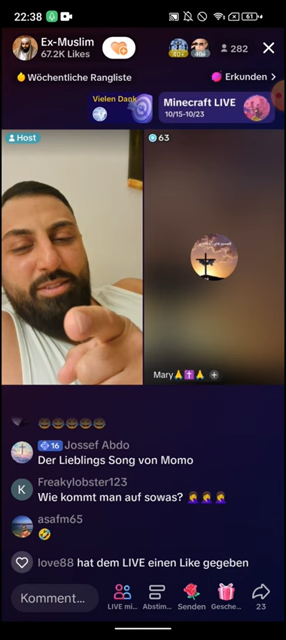 22:38
61
Ex-Muslim
67.2K Likes
282
Wöchentliche Rangliste
Erkunden >
Vielen Dank
Minecraft LIVE
10/15-10/23
Host
63
Mary🙏✝️🙏
16 Jossef Abdo
Der Lieblings Song von Momo
K
Freakylobster123
Wie kommt man auf sowas? 🤦‍♀️🤦‍♀️🤦‍♀️
asafm65
🤣
love88 hat dem LIVE einen Like gegeben
Komment...
LIVE mi...
Abstim...
Senden
Gesche...
23